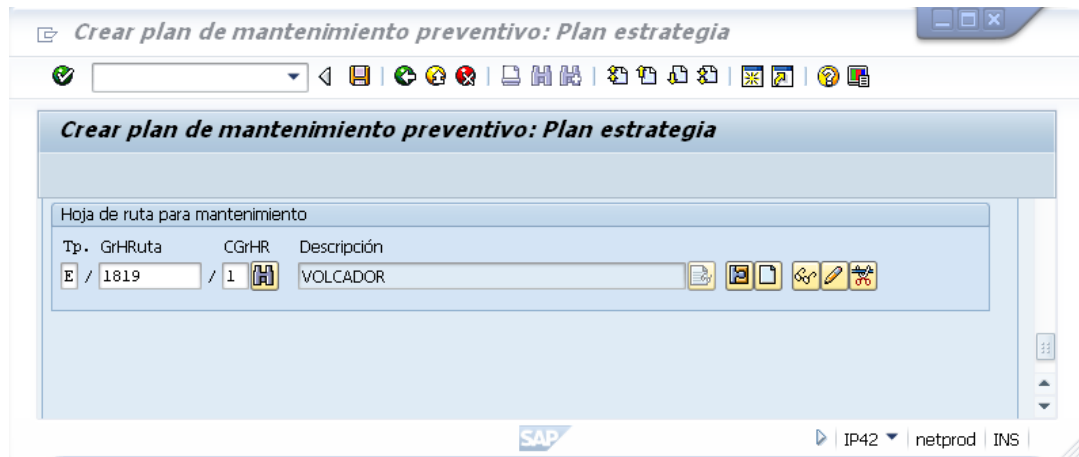 Crear plan de mantenimiento preventivo: Plan estrategia
Crear plan de mantenimiento preventivo: Plan estrategia
Hoja de ruta para mantenimiento
Tp. GrHRuta CGrHR Descripción
E / 1819 / 1 VOLCADOR
SAP IP42 netprod INS